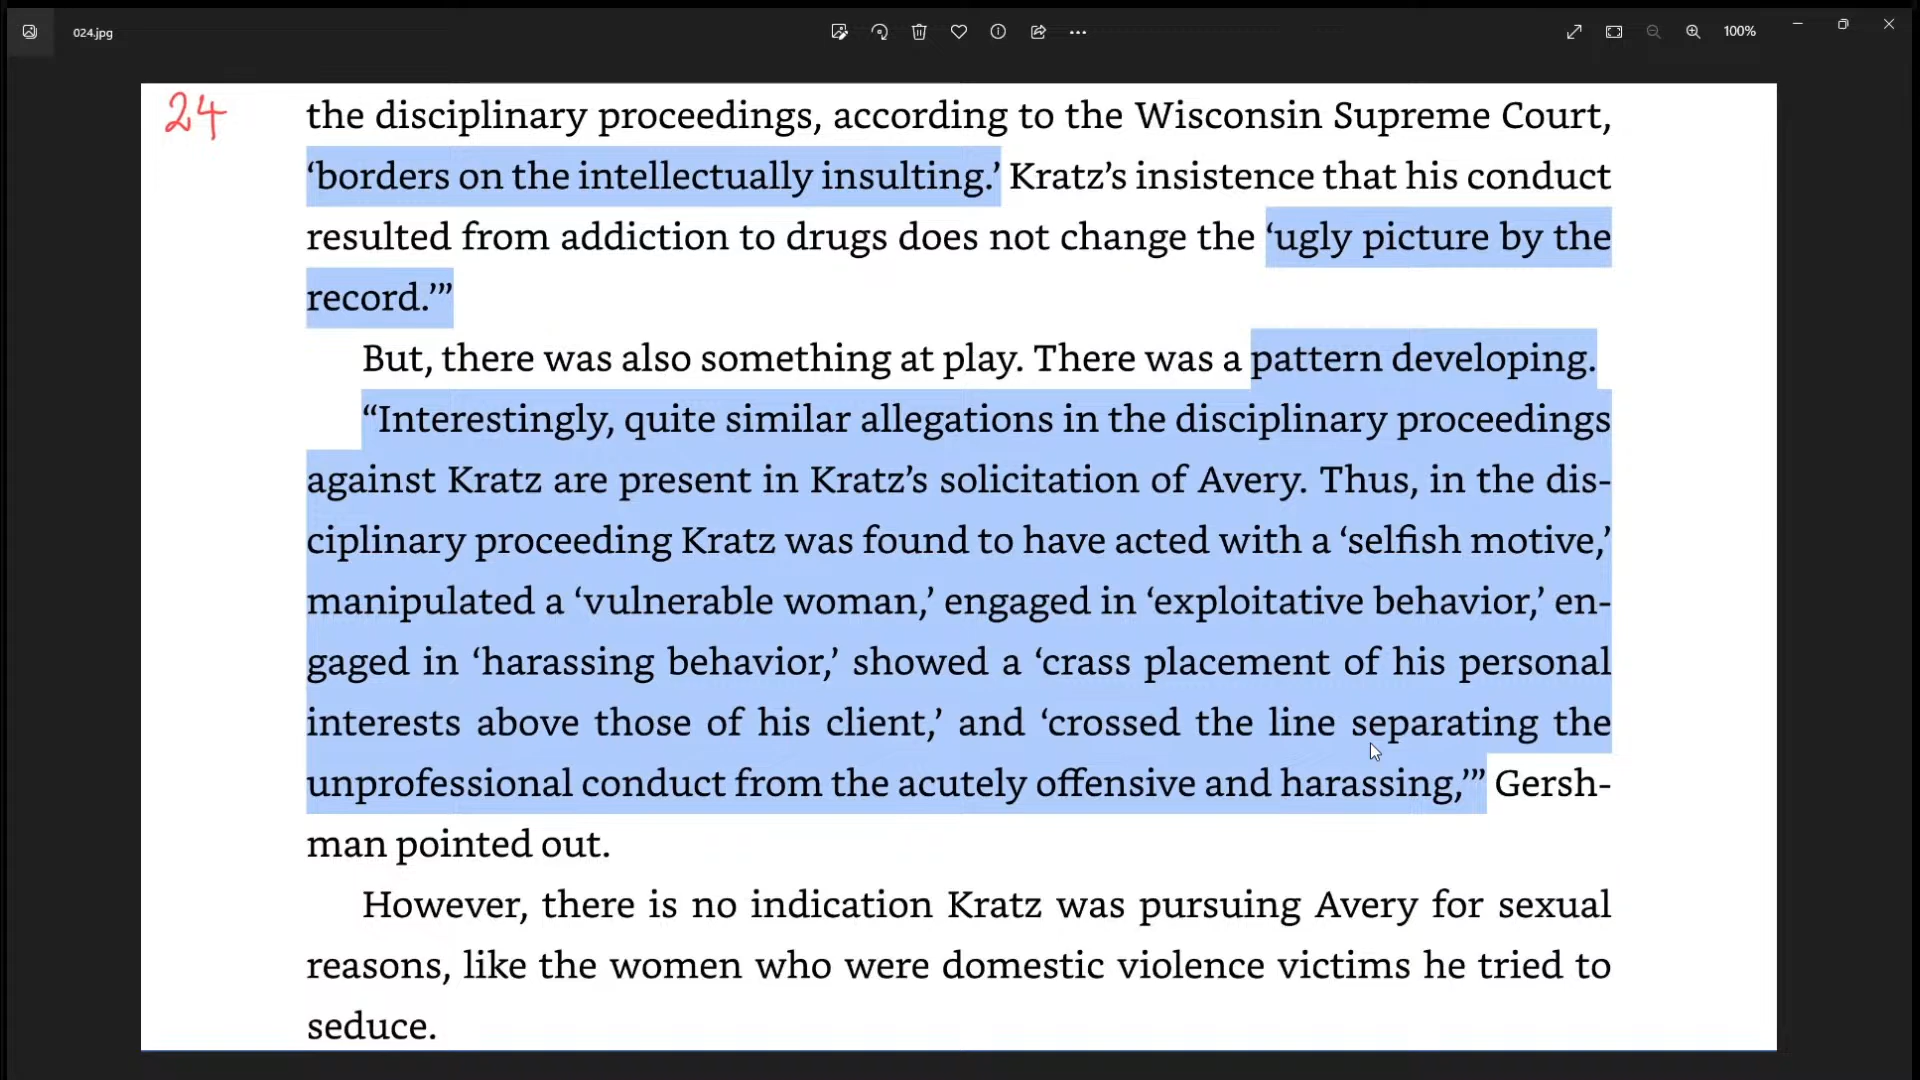 024.jpg
100%
24
the disciplinary proceedings, according to the Wisconsin Supreme Court,
‘borders on the intellectually insulting.’ Kratz’s insistence that his conduct
resulted from addiction to drugs does not change the ‘ugly picture by the
record.’”
But, there was also something at play. There was a pattern developing.
“Interestingly, quite similar allegations in the disciplinary proceedings
against Kratz are present in Kratz’s solicitation of Avery. Thus, in the dis-
ciplinary proceeding Kratz was found to have acted with a ‘selfish motive,’
manipulated a ‘vulnerable woman,’ engaged in ‘exploitative behavior,’ en-
gaged in ‘harassing behavior,’ showed a ‘crass placement of his personal
interests above those of his client,’ and ‘crossed the line separating the
unprofessional conduct from the acutely offensive and harassing,’” Gersh-
man pointed out.
However, there is no indication Kratz was pursuing Avery for sexual
reasons, like the women who were domestic violence victims he tried to
seduce.